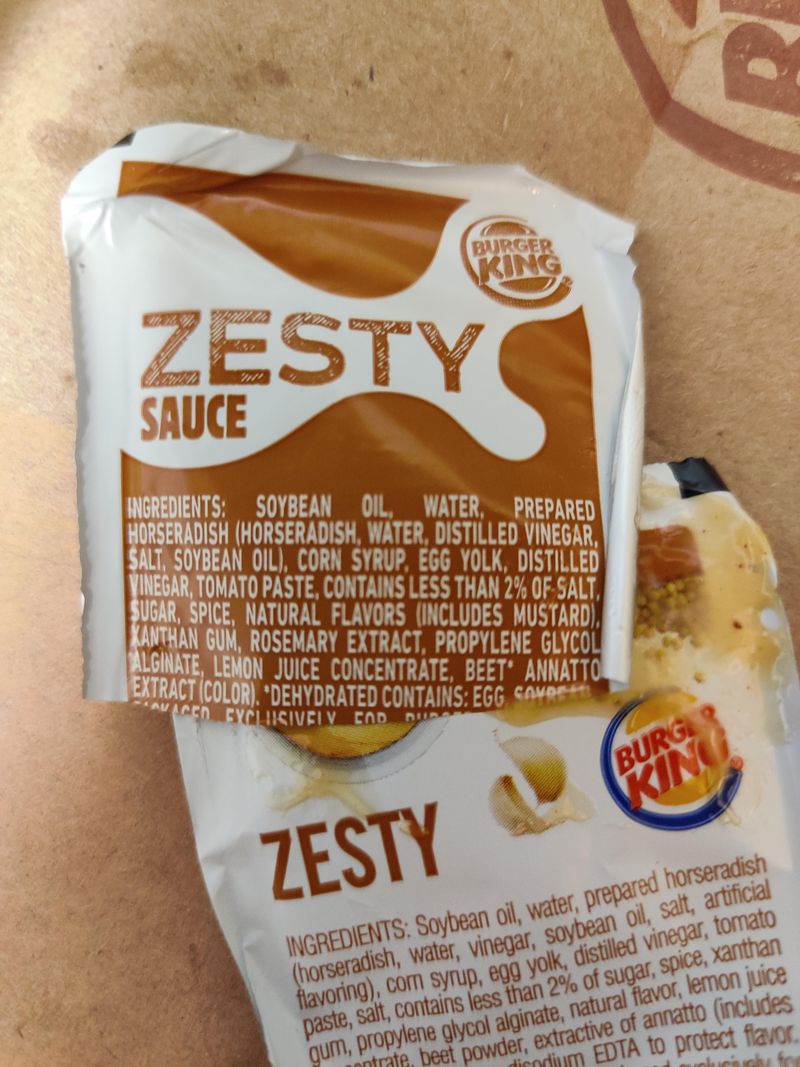 BURGER
KING
ZESTY
SAUCE
INGREDIENTS: SOYBEAN OIL, WATER, PREPARED
HORSERADISH (HORSERADISH, WATER, DISTILLED VINEGAR,
SALT, SOYBEAN OIL), CORN SYRUP, EGG YOLK, DISTILLED
VINEGAR, TOMATO PASTE, CONTAINS LESS THAN 2% OF SALT,
SUGAR, SPICE, NATURAL FLAVORS (INCLUDES MUSTARD),
XANTHAN GUM, ROSEMARY EXTRACT, PROPYLENE GLYCOL
ALGINATE, LEMON JUICE CONCENTRATE, BEET* ANNATTO
EXTRACT (COLOR). *DEHYDRATED CONTAINS: EGG,
PACKAGED EXCLUSIVELY FOR
BURGER
KING
ZESTY
INGREDIENTS: Soybean oil, water, prepared horseradish
(horseradish, water, vinegar, soybean oil, salt, artificial
flavoring), corn syrup, egg yolk, distilled vinegar, tomato
paste, salt, contains less than 2% of sugar, spice, xanthan
gum, propylene glycol alginate, natural flavor, lemon juice
beet powder, extractive of annatto (includes
disodium EDTA to protect flavor.
exclusively for